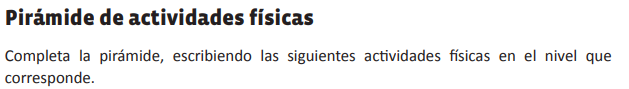 Pirámide de actividades físicas
Completa la pirámide, escribiendo las siguientes actividades físicas en el nivel que
corresponde.